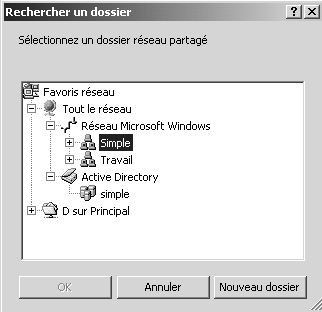 Rechercher un dossier
Sélectionnez un dossier réseau partagé
Favoris réseau
Tout le réseau
Réseau Microsoft Windows
Simple
Travail
Active Directory
simple
D sur Principal
OK
Annuler
Nouveau dossier